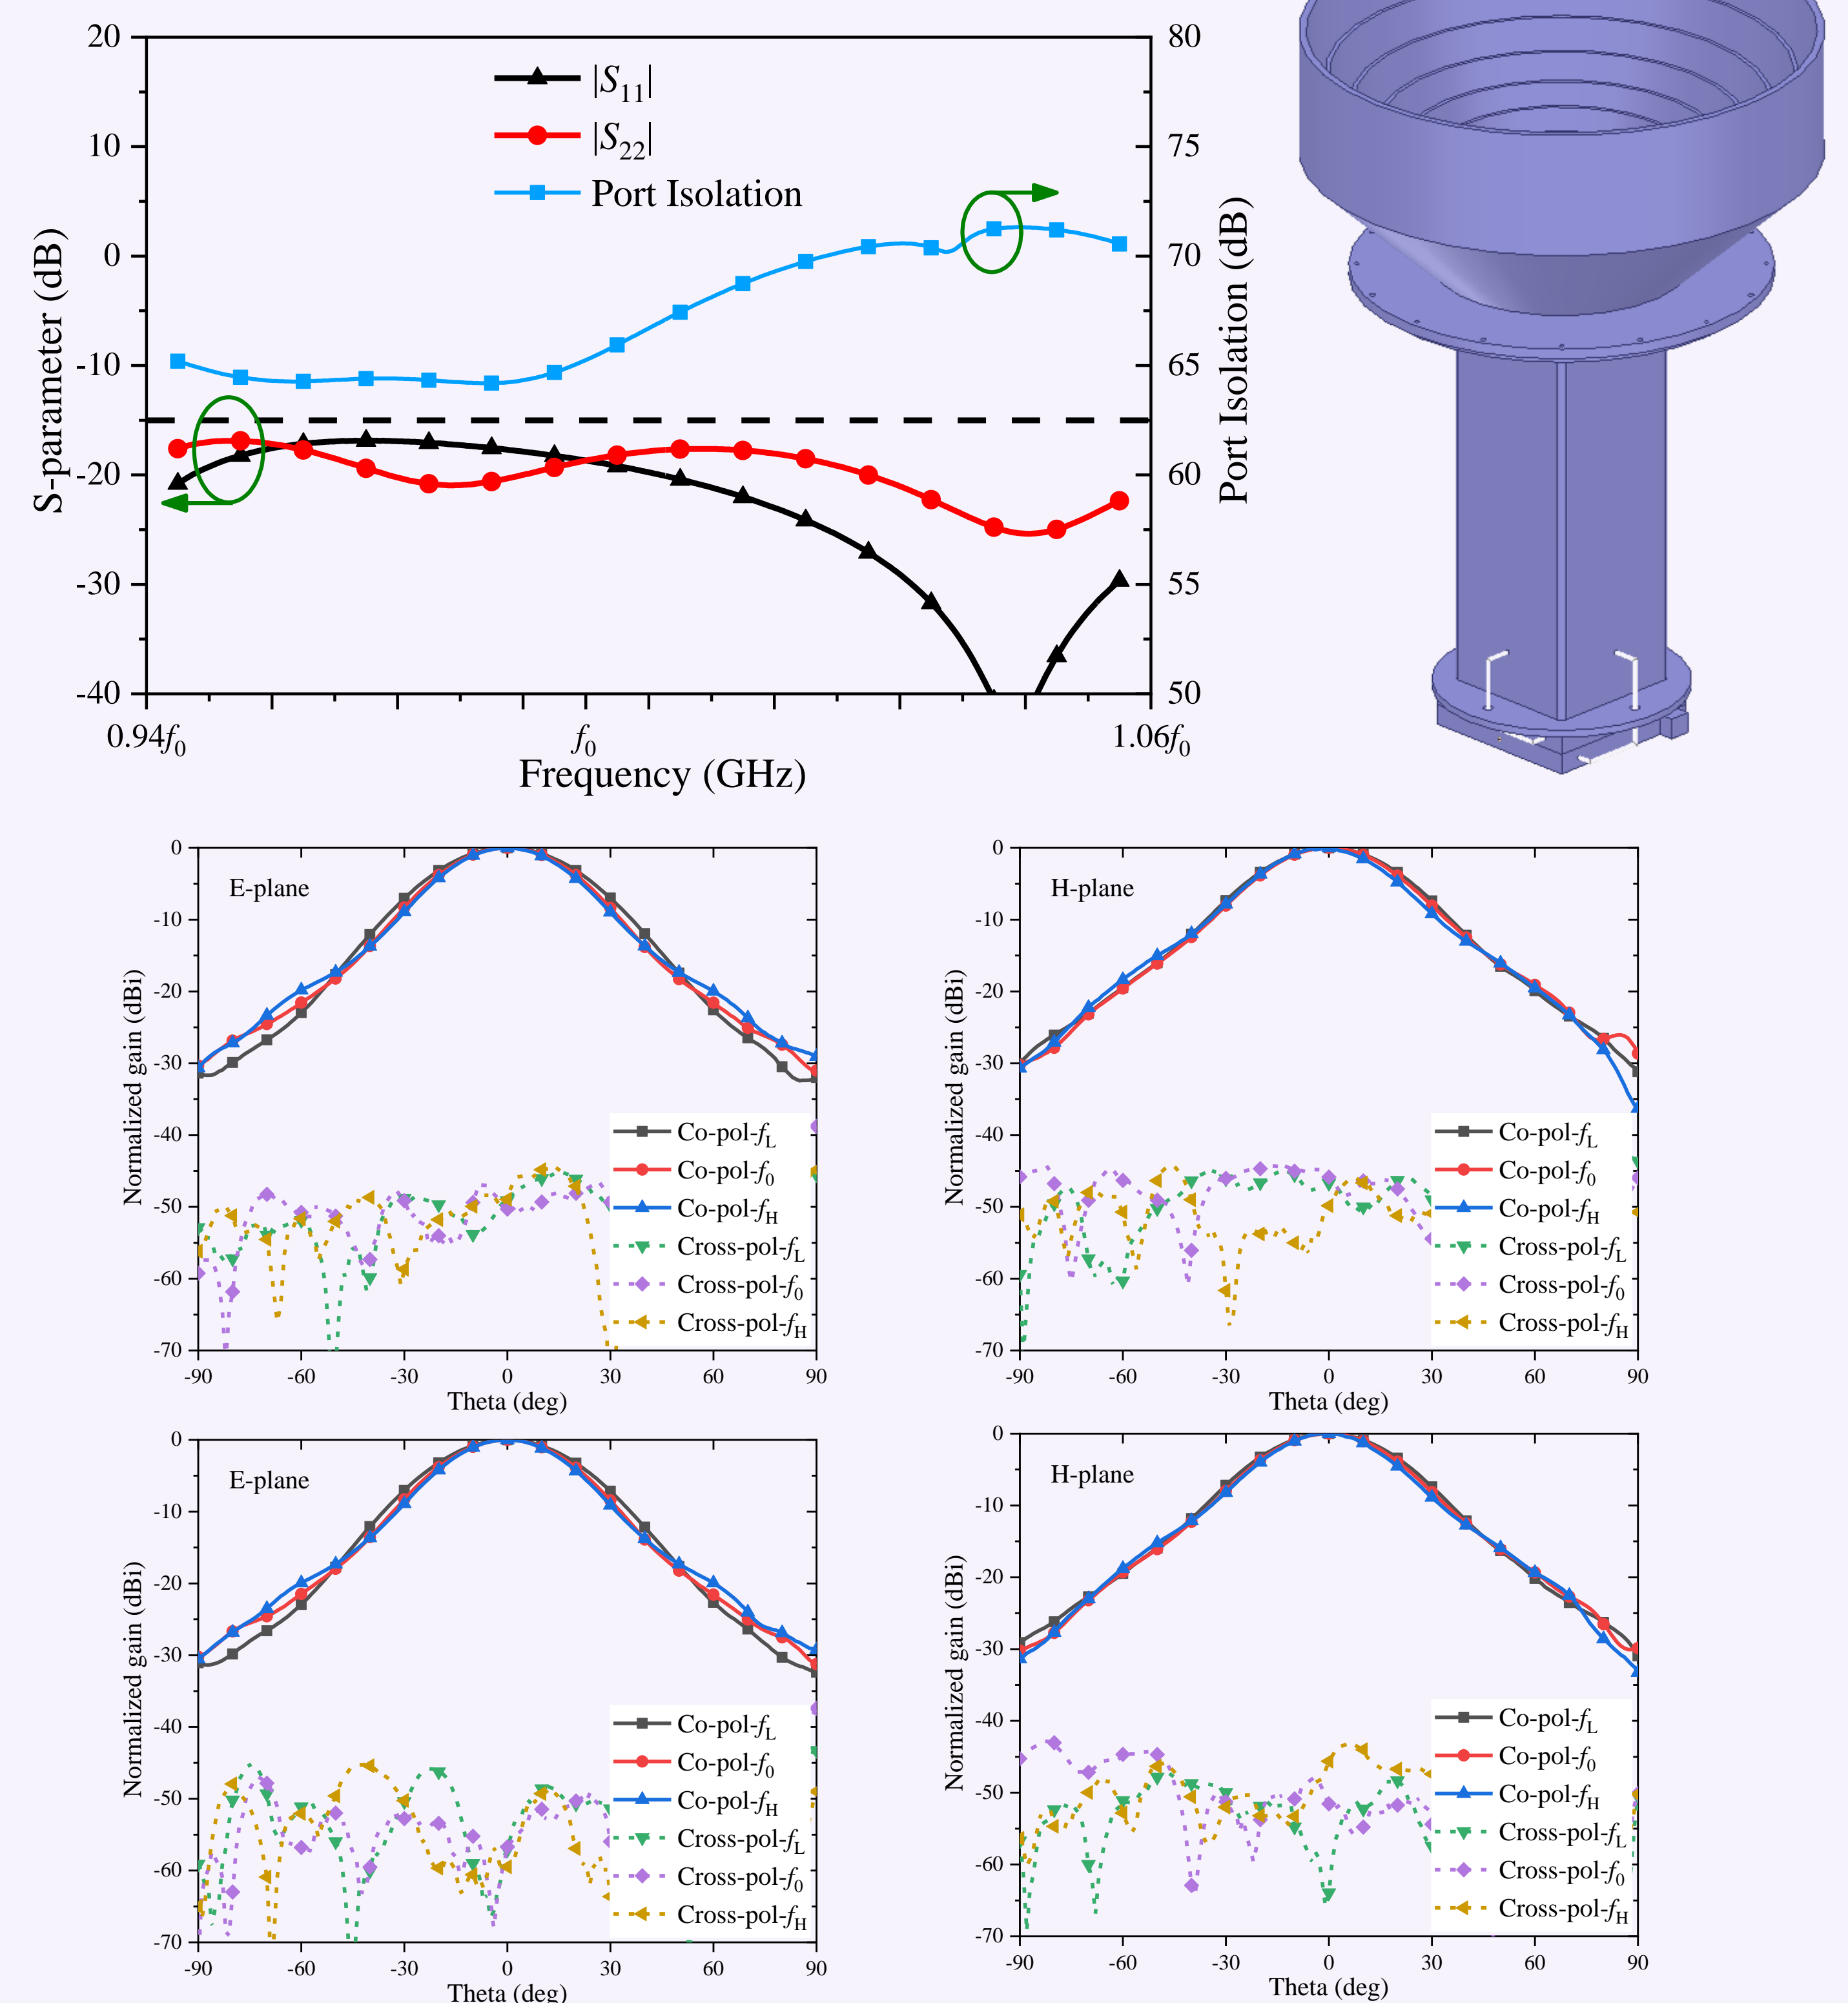 20
10
0
-10
-20
-30
-40
S-parameter (dB)
|S11|
|S22|
Port Isolation
80
75
70
65
60
55
50
Port Isolation (dB)
0.94f0
f0
1.06f0
Frequency (GHz)
E-plane
0
-10
-20
-30
-40
-50
-60
-70
Normalized gain (dBi)
Co-pol-fL
Co-pol-f0
Co-pol-fH
Cross-pol-fL
Cross-pol-f0
Cross-pol-fH
-90 -60 -30 0 30 60 90
Theta (deg)
H-plane
0
-10
-20
-30
-40
-50
-60
-70
Normalized gain (dBi)
Co-pol-fL
Co-pol-f0
Co-pol-fH
Cross-pol-fL
Cross-pol-f0
Cross-pol-fH
-90 -60 -30 0 30 60 90
Theta (deg)
E-plane
0
-10
-20
-30
-40
-50
-60
-70
Normalized gain (dBi)
Co-pol-fL
Co-pol-f0
Co-pol-fH
Cross-pol-fL
Cross-pol-f0
Cross-pol-fH
-90 -60 -30 0 30 60 90
Theta (deg)
H-plane
0
-10
-20
-30
-40
-50
-60
-70
Normalized gain (dBi)
Co-pol-fL
Co-pol-f0
Co-pol-fH
Cross-pol-fL
Cross-pol-f0
Cross-pol-fH
-90 -60 -30 0 30 60 90
Theta (deg)